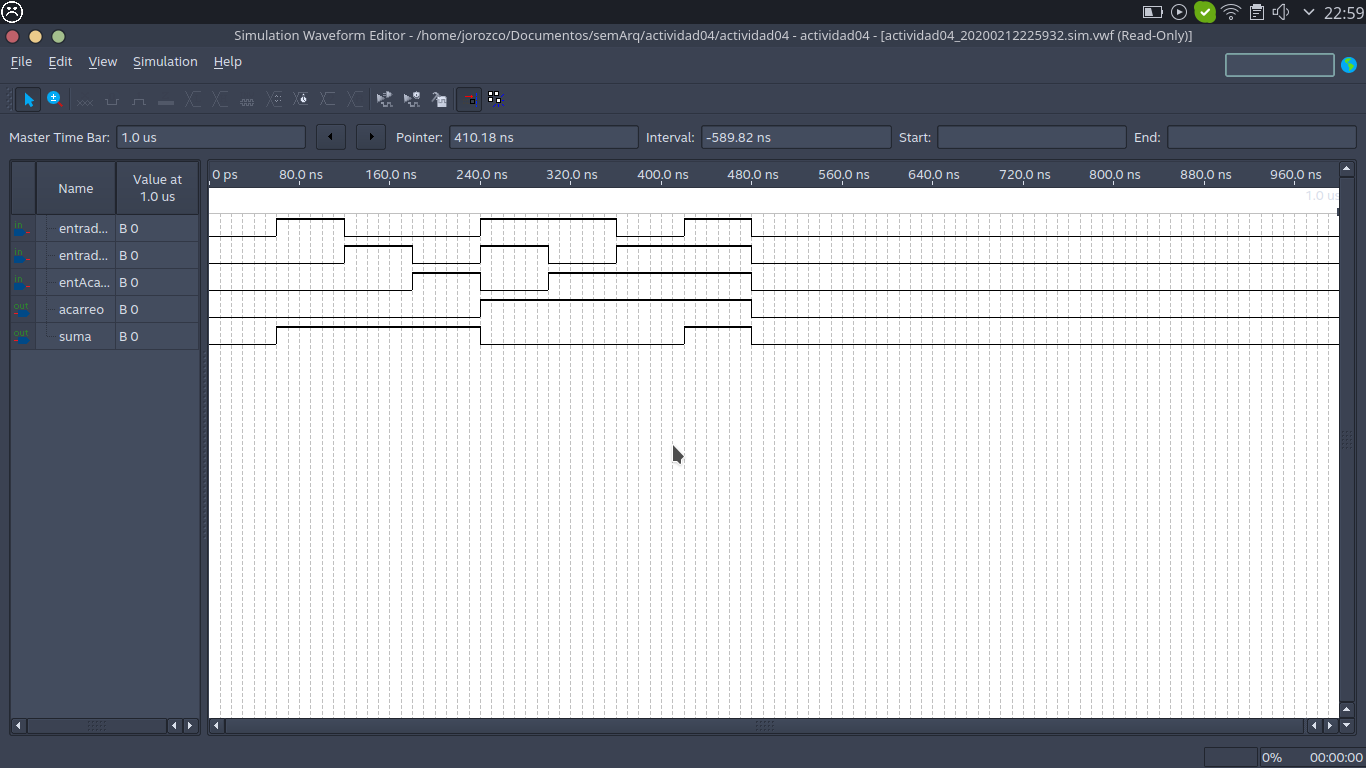 22:59
Simulation Waveform Editor - /home/jorozco/Documentos/semArq/actividad04/actividad04 - actividad04 - [actividad04_20200212225932.sim.vwf (Read-Only)]
File Edit View Simulation Help
Master Time Bar: 1.0 us Pointer: 410.18 ns Interval: -589.82 ns Start: End:
Name Value at 1.0 us
0 ps 80.0 ns 160.0 ns 240.0 ns 320.0 ns 400.0 ns 480.0 ns 560.0 ns 640.0 ns 720.0 ns 800.0 ns 880.0 ns 960.0 ns
1.0 us
in entrad... B 0
in entrad... B 0
in entAca... B 0
out acarreo B 0
out suma B 0
0% 00:00:00